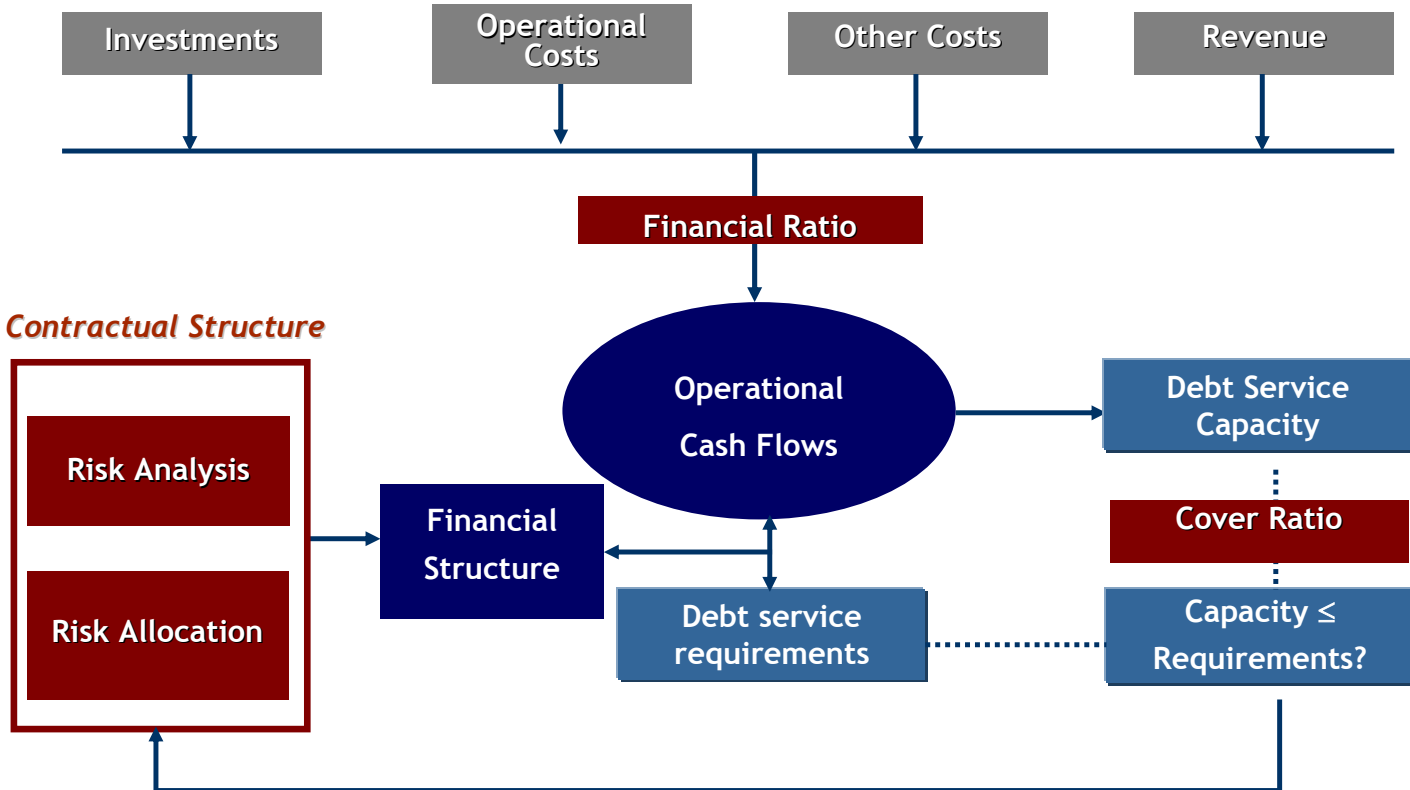 Investments
Operational
Costs
Other Costs
Revenue
Financial Ratio
Contractual Structure
Operational
Cash Flows
Debt Service
Capacity
Risk Analysis
Financial
Structure
Cover Ratio
Risk Allocation
Debt service
requirements
Capacity ≤
Requirements?